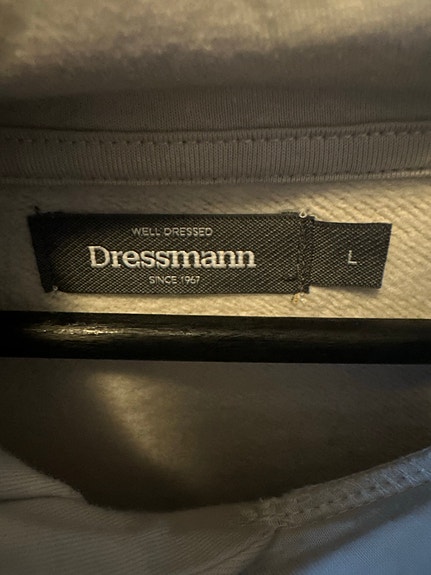 WELL DRESSED
Dressmann
SINCE 1967
L